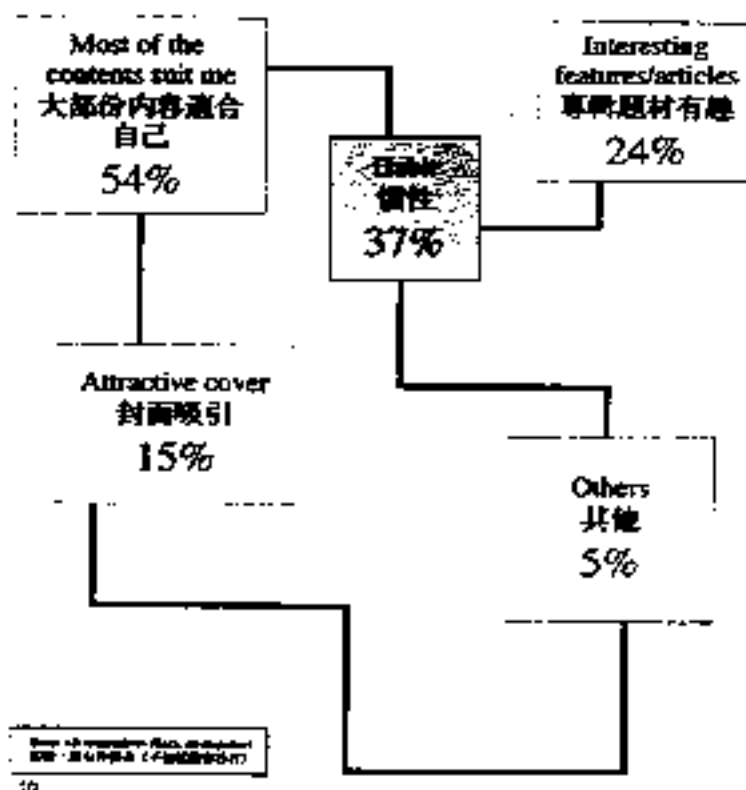 Most of the
contents suit me
大部份内容適合
自己
54%
Interesting
features/articles
專輯題材有趣
24%
Habit
慣性
37%
Attractive cover
封面吸引
15%
Others
其他
5%